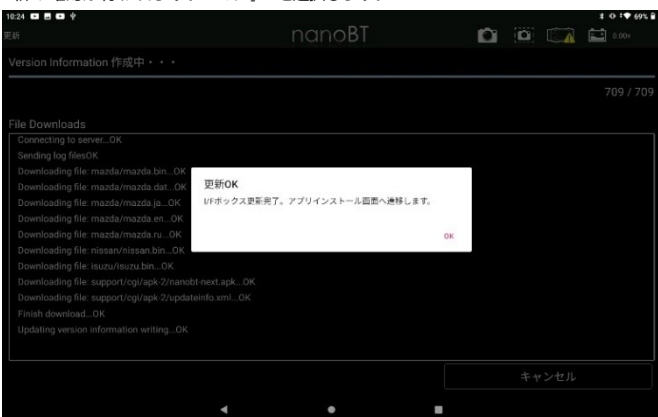 10:24 69%
更新
nanoBT
0.00v
Version Information 作成中・・・
709 / 709
File Downloads
Connecting to server...OK
Sending log filesOK
Downloading file: mazda/mazda.bin...OK
Downloading file: mazda/mazda.dat...OK
Downloading file: mazda/mazda.ja...OK
Downloading file: mazda/mazda.en...OK
Downloading file: mazda/mazda.ru...OK
Downloading file: nissan/nissan.bin...OK
Downloading file: isuzu/isuzu.bin...OK
Downloading file: support/cgi/apk-2/nanobt-next.apk...OK
Downloading file: support/cgi/apk-2/updateinfo.xml...OK
Finish download...OK
Updating version information writing...OK
更新OK
I/Fボックス更新完了。アプリインストール画面へ遷移します。
OK
キャンセル